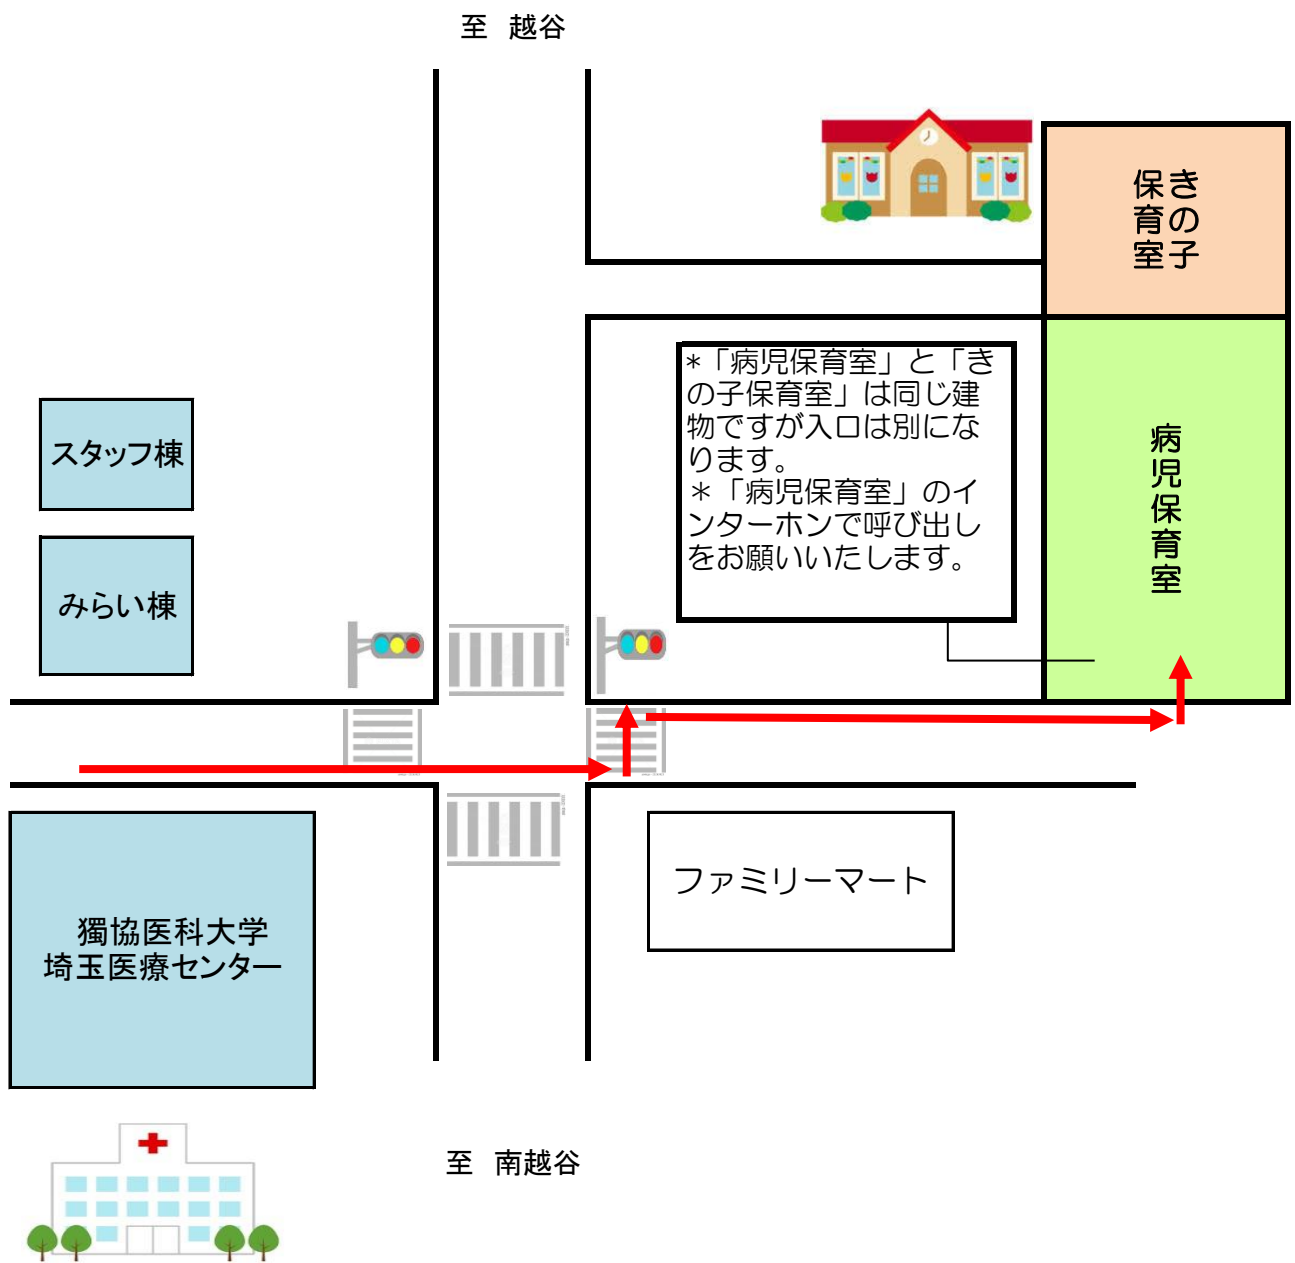 至　越谷
きの子
保育室
＊「病児保育室」と「き
の子保育室」は同じ建
物ですが入口は別にな
ります。
＊「病児保育室」のイ
ンターホンで呼び出し
をお願いいたします。
病児保育室
スタッフ棟
みらい棟
ファミリーマート
獨協医科大学
埼玉医療センター
至　南越谷